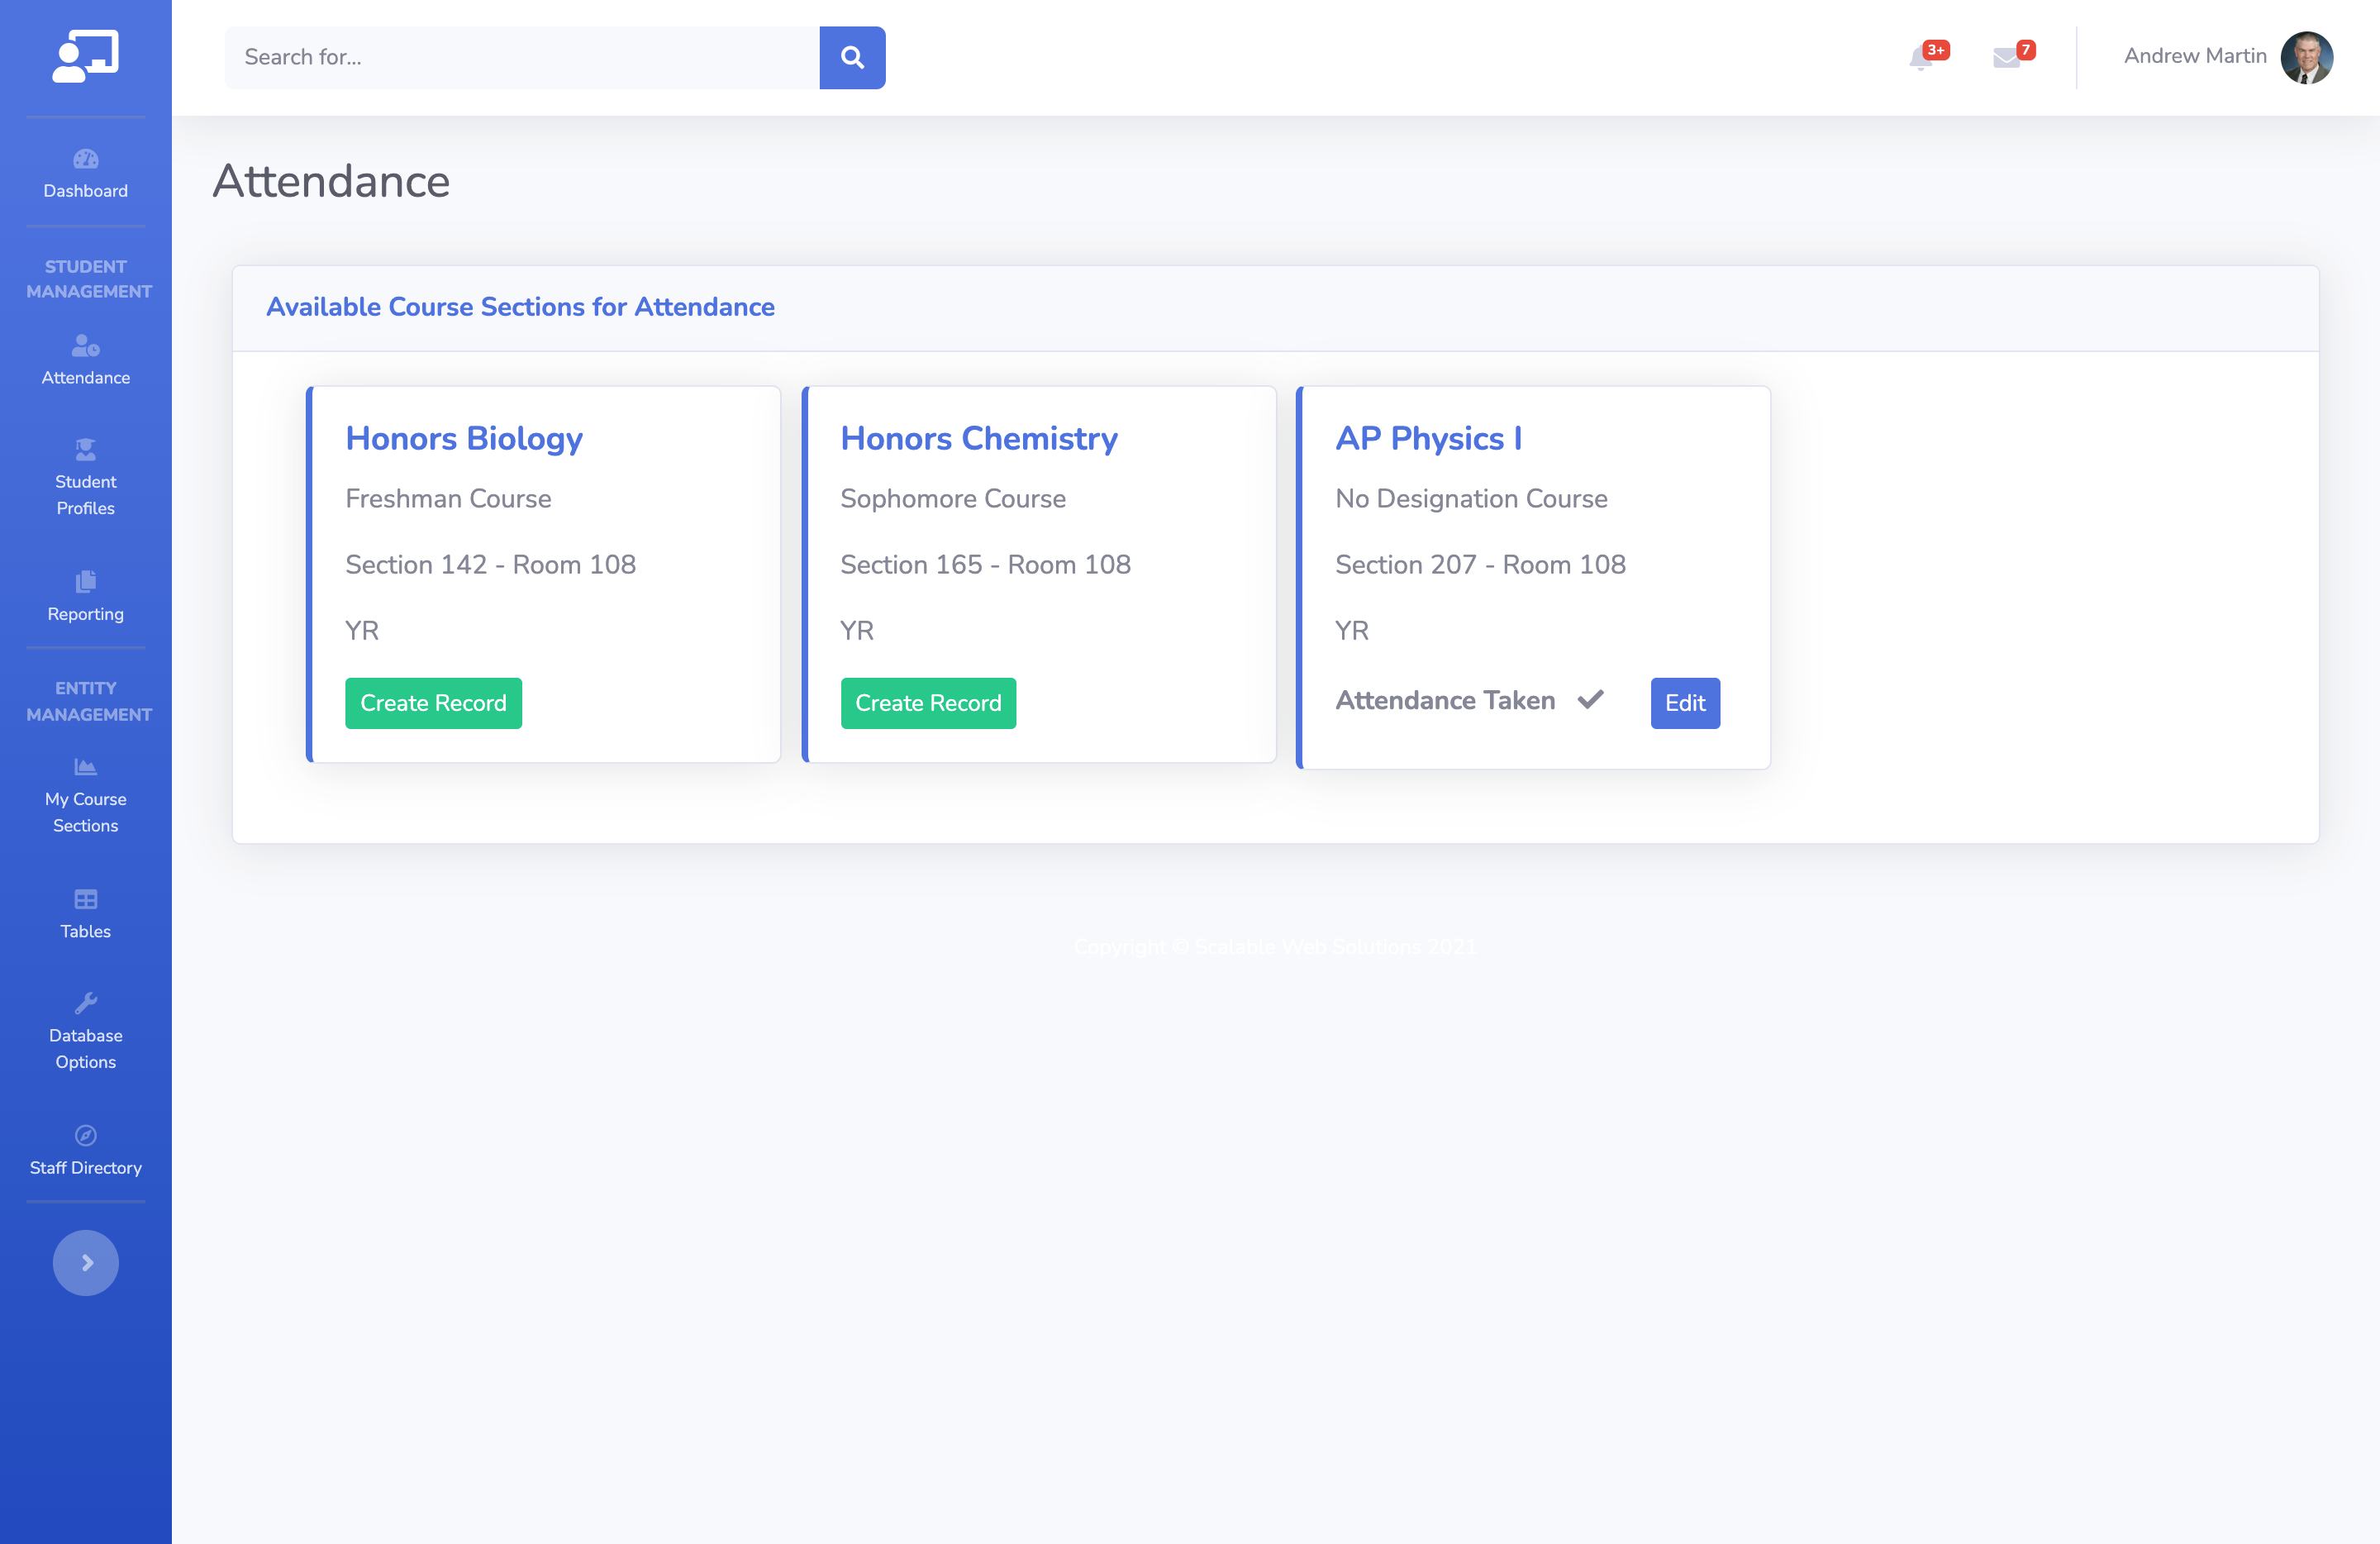 Search for...
3+
7
Andrew Martin
Dashboard
STUDENT
MANAGEMENT
Attendance
Student
Profiles
Reporting
ENTITY
MANAGEMENT
My Course
Sections
Tables
Database
Options
Staff Directory
Attendance
Available Course Sections for Attendance
Honors Biology
Freshman Course
Section 142 - Room 108
YR
Create Record
Honors Chemistry
Sophomore Course
Section 165 - Room 108
YR
Create Record
AP Physics I
No Designation Course
Section 207 - Room 108
YR
Attendance Taken
Edit
Copyright © Scalable Web Solutions 2021